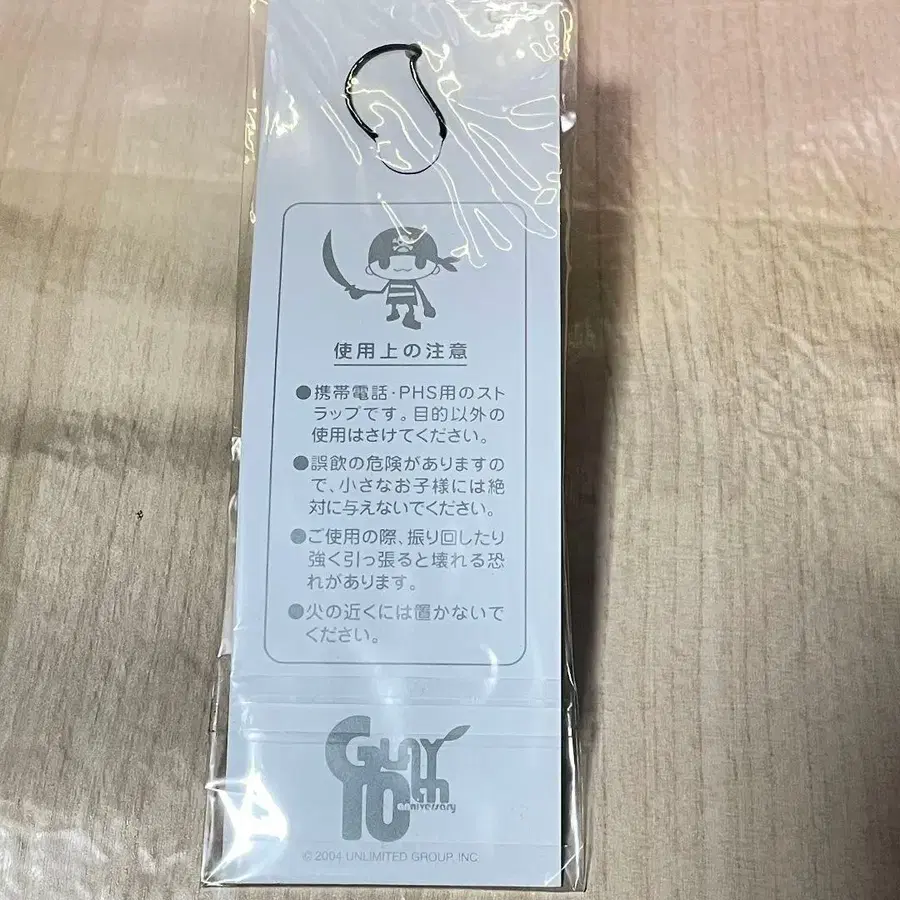 使用上の注意
●携帯電話・PHS用のスト
ラップです。目的以外の
使用はさけてください。
●誤飲の危険がありますの
で、小さなお子様には絶
対に与えないでください。
●ご使用の際、振り回したり
強く引っ張ると壊れる恐
れがあります。
●火の近くには置かないで
ください。
GLAY
10th
anniversary
© 2004 UNLIMITED GROUP, INC